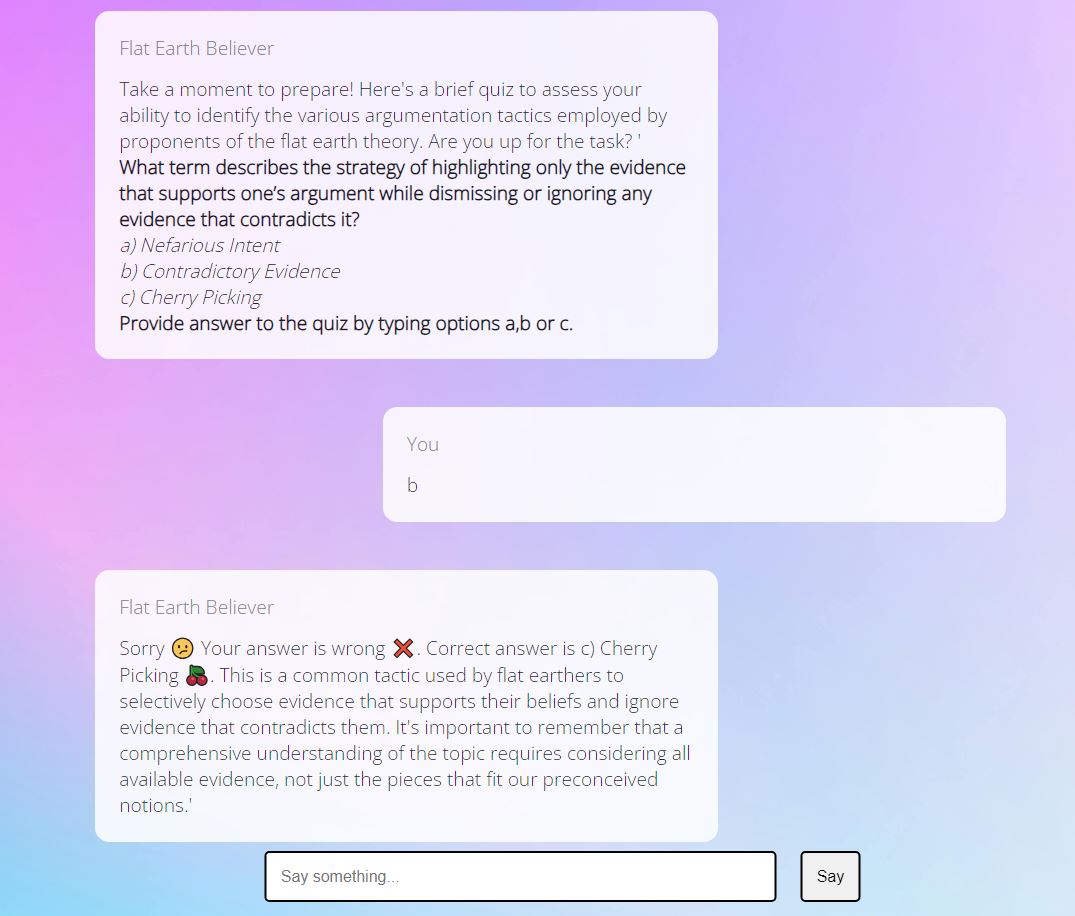 Flat Earth Believer
Take a moment to prepare! Here's a brief quiz to assess your
ability to identify the various argumentation tactics employed by
proponents of the flat earth theory. Are you up for the task? '
What term describes the strategy of highlighting only the evidence
that supports one’s argument while dismissing or ignoring any
evidence that contradicts it?
a) Nefarious Intent
b) Contradictory Evidence
c) Cherry Picking
Provide answer to the quiz by typing options a,b or c.
You
b
Flat Earth Believer
Sorry 😕 Your answer is wrong ❌. Correct answer is c) Cherry
Picking 🍒. This is a common tactic used by flat earthers to
selectively choose evidence that supports their beliefs and ignore
evidence that contradicts them. It's important to remember that a
comprehensive understanding of the topic requires considering all
available evidence, not just the pieces that fit our preconceived
notions.'
Say something...
Say